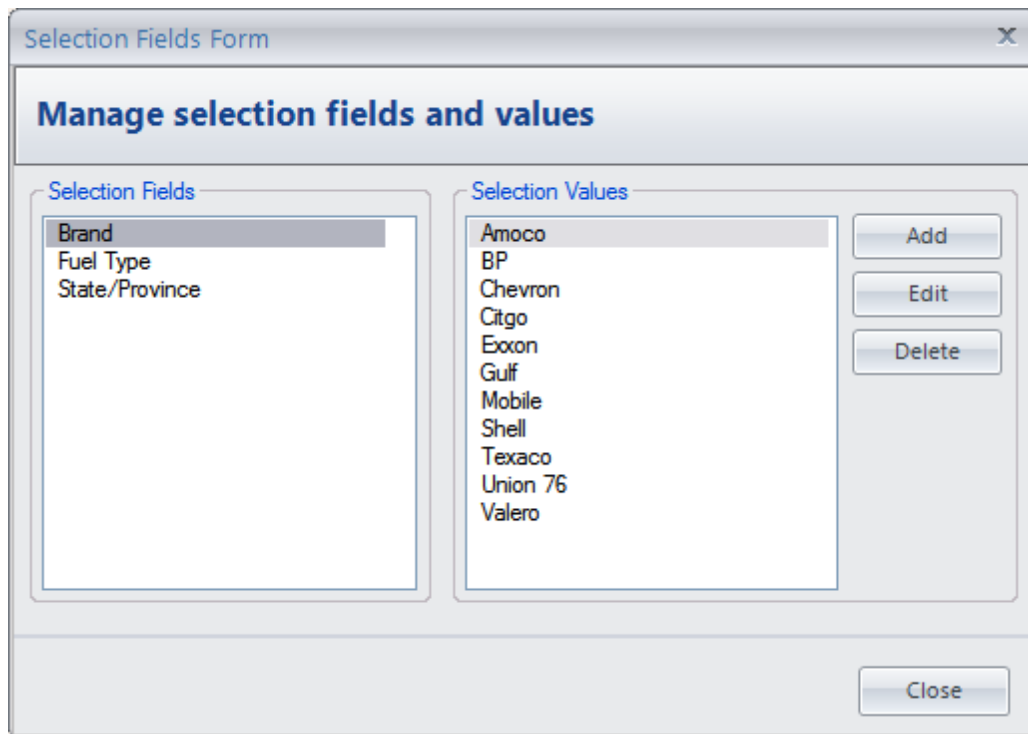 Selection Fields Form
X
Manage selection fields and values
Selection Fields
Brand
Fuel Type
State/Province
Selection Values
Amoco
BP
Chevron
Citgo
Exxon
Gulf
Mobile
Shell
Texaco
Union 76
Valero
Add
Edit
Delete
Close